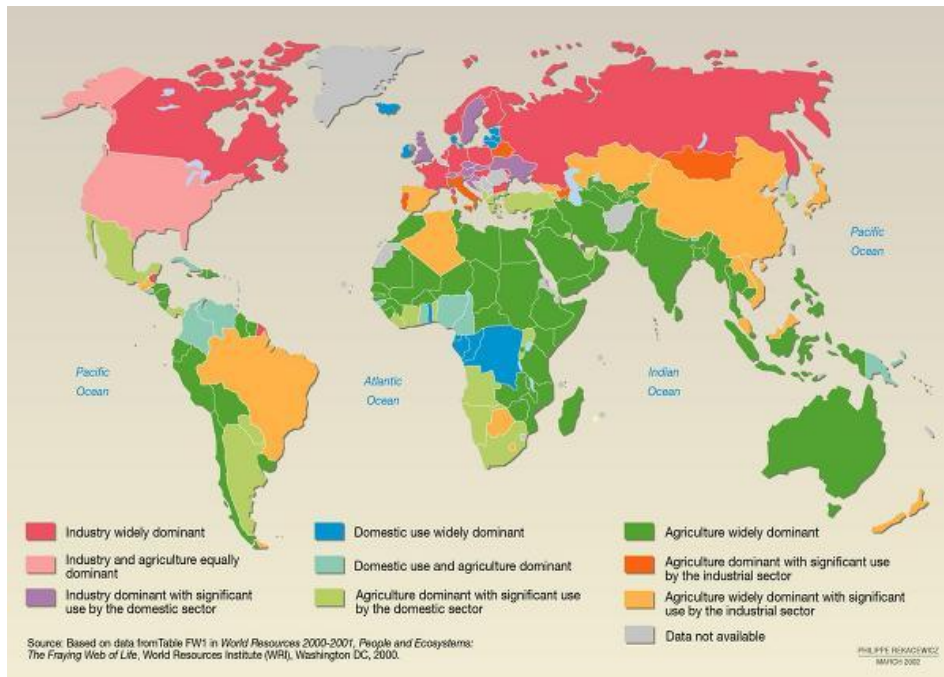 Pacific
Ocean
Pacific
Ocean
Atlantic
Ocean
Indian
Ocean
Industry widely dominant
Industry and agriculture equally
dominant
Industry dominant with significant
use by the domestic sector
Domestic use widely dominant
Domestic use and agriculture dominant
Agriculture dominant with significant use
by the domestic sector
Agriculture widely dominant
Agriculture dominant with significant use
by the industrial sector
Agriculture widely dominant with significant
use by the industrial sector
Data not available
Source: Based on data fromTable FW1 in World Resources 2000-2001, People and Ecosystems:
The Fraying Web of Life, World Resources Institute (WRI), Washington DC, 2000.
PHILIPPE REKACEWICZ
MARCH 2002